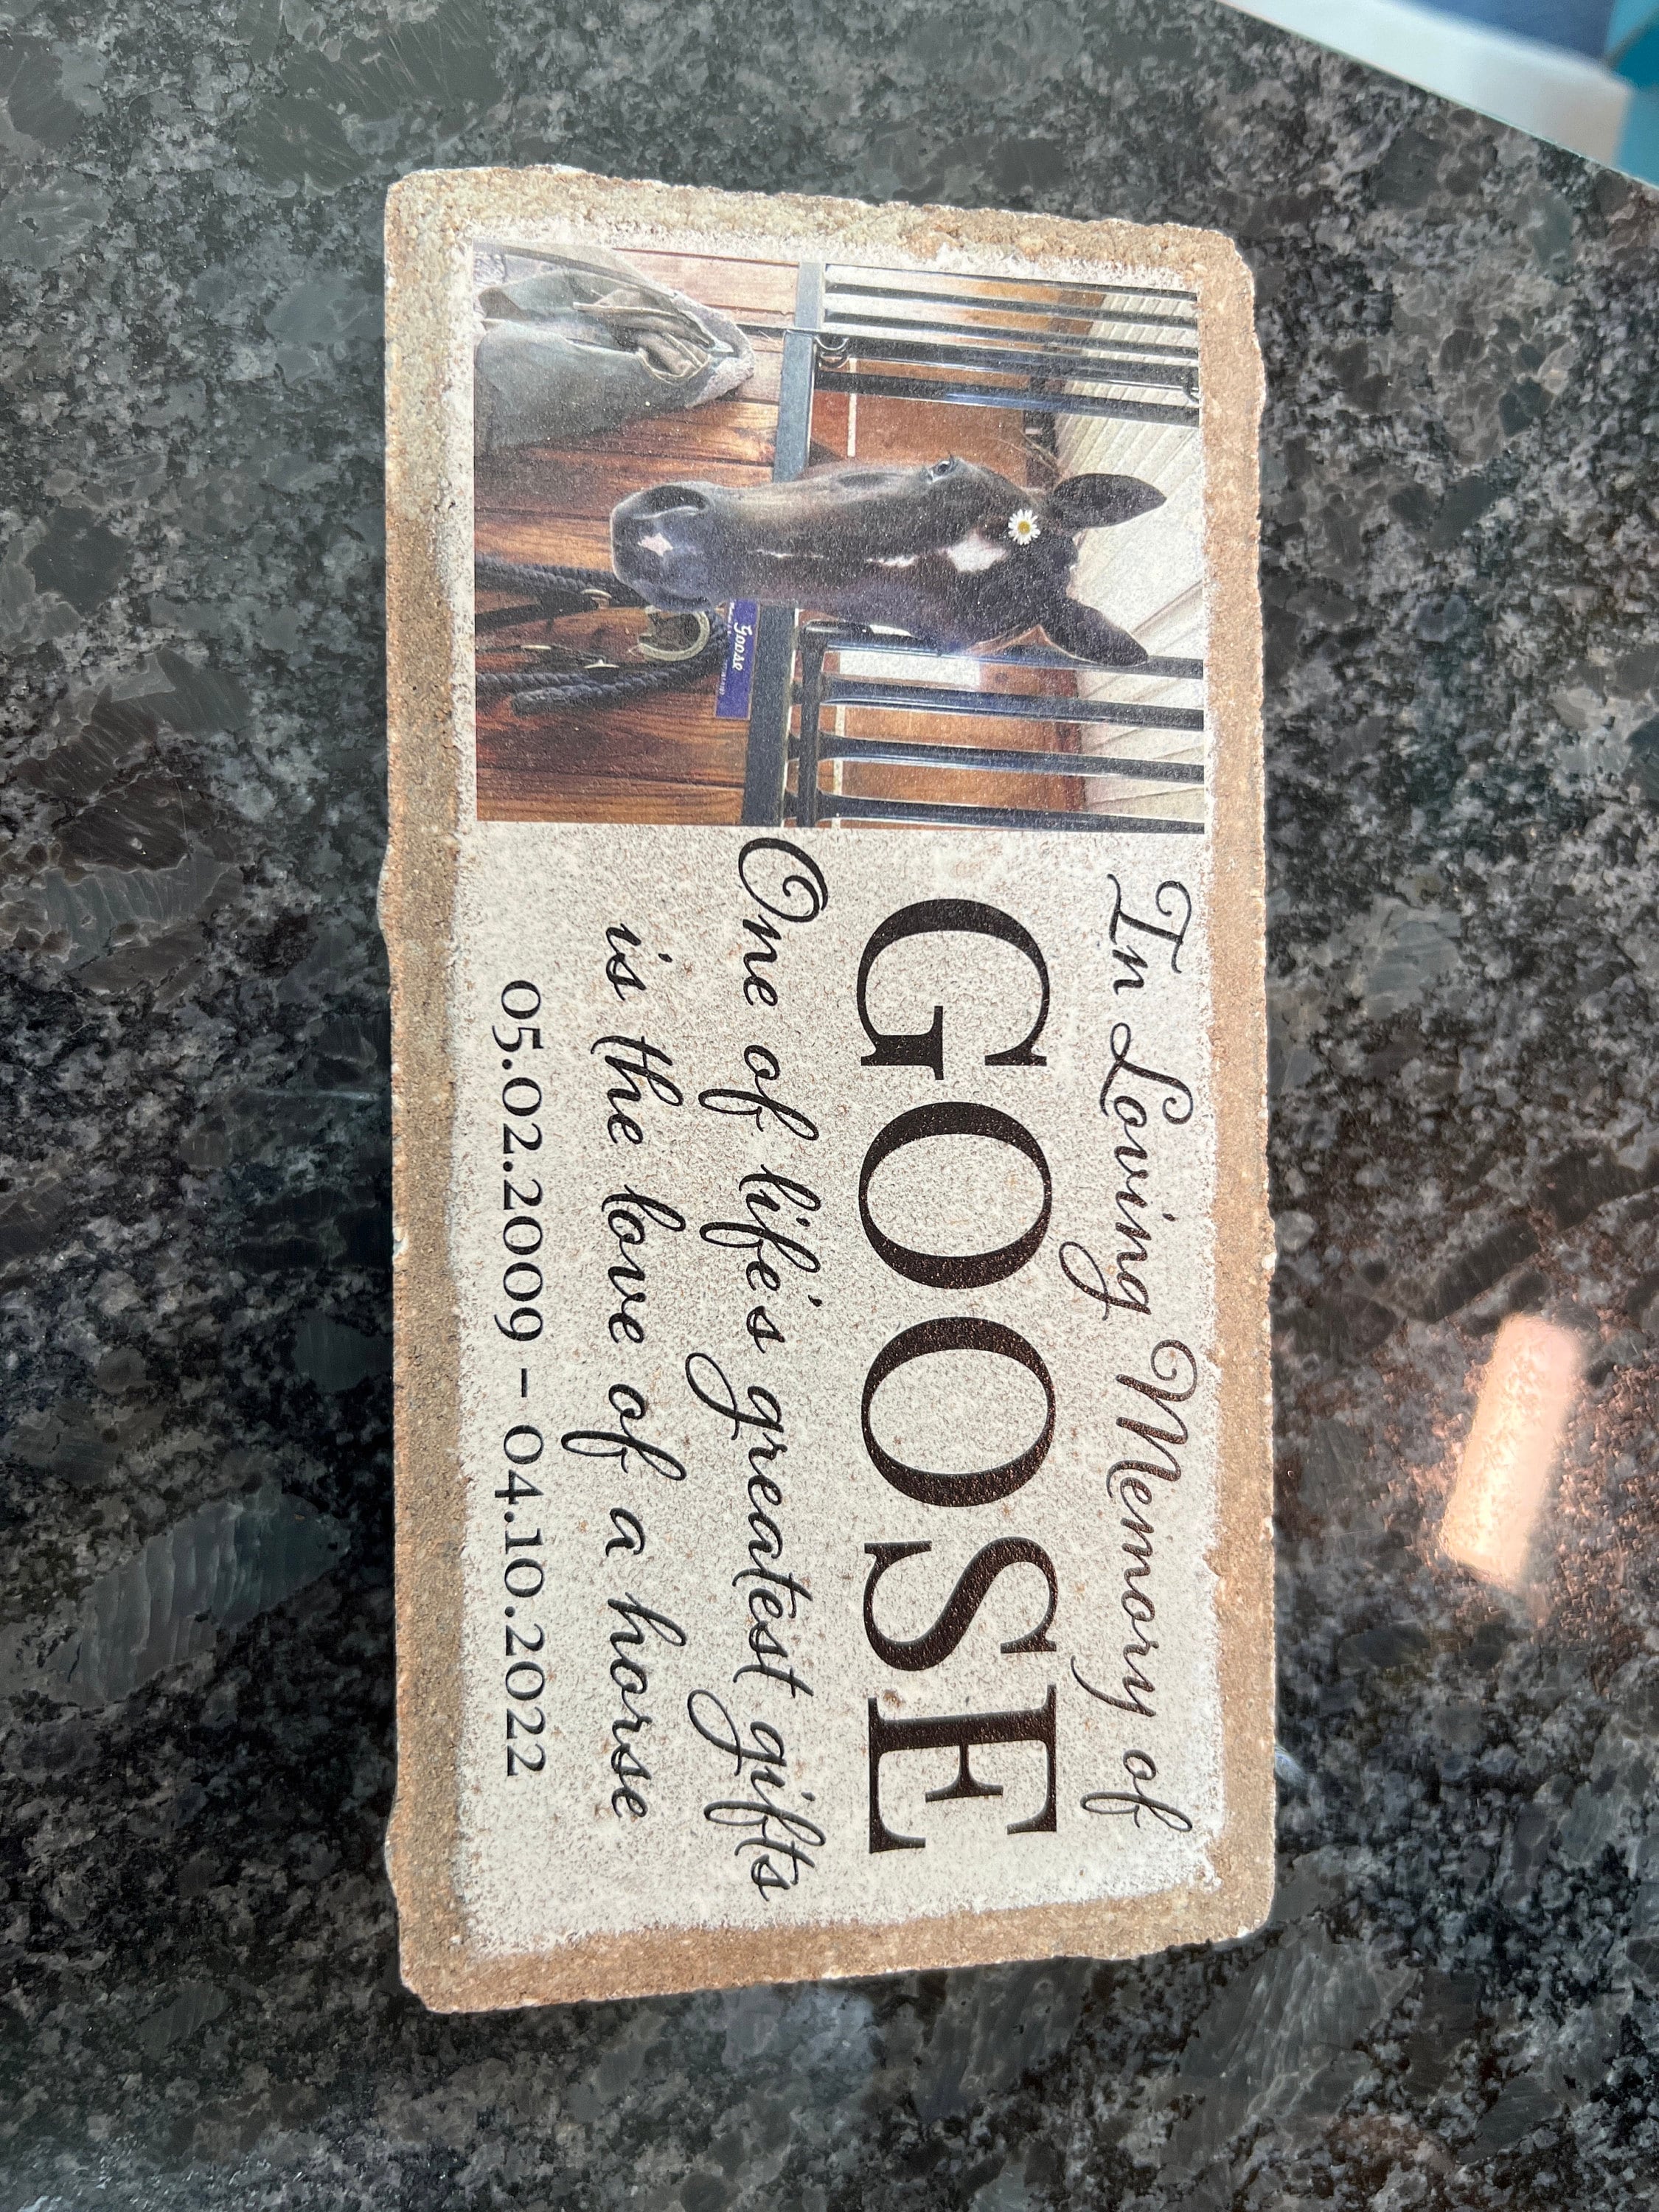 In Loving Memory of
GOOSE
One of life's greatest gifts
is the love of a horse
05.02.2009 – 04.10.2022
Goose